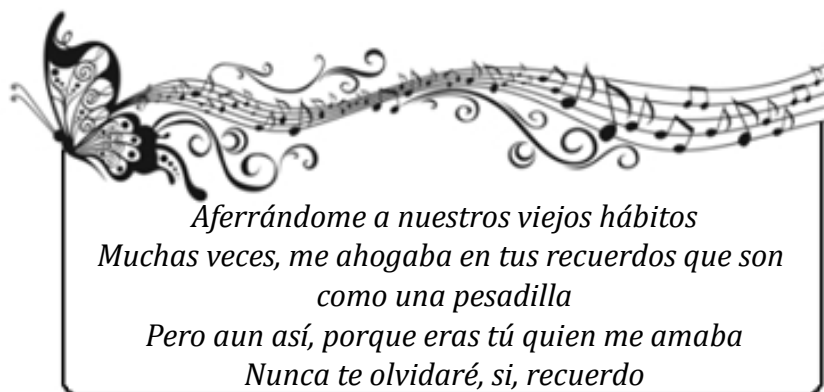 Aferrándome a nuestros viejos hábitos
Muchas veces, me ahogaba en tus recuerdos que son
como una pesadilla
Pero aun así, porque eras tú quien me amaba
Nunca te olvidaré, si, recuerdo